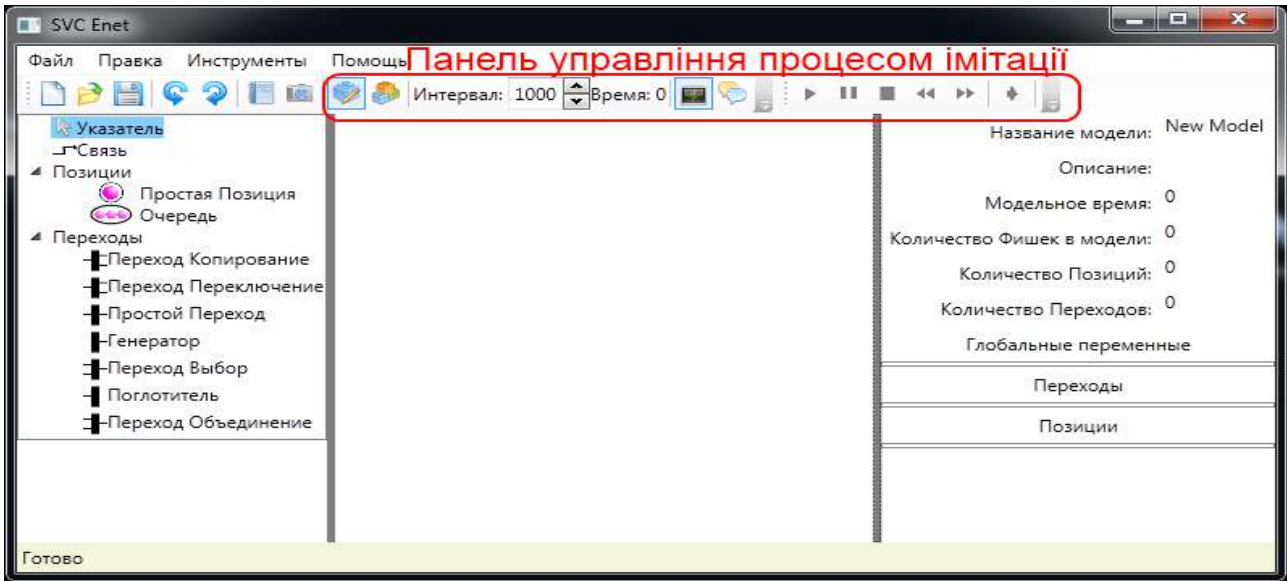 SVC Enet
Файл Правка Инструменты Помощь
Панель управління процесом імітації
Интервал: 1000 Время: 0
Указатель
Связь
Позиции
Простая Позиция
Очередь
Переходы
Переход Копирование
Переход Переключение
Простой Переход
Генератор
Переход Выбор
Поглотитель
Переход Объединение
Название модели: New Model
Описание:
Модельное время: 0
Количество Фишек в модели: 0
Количество Позиций: 0
Количество Переходов: 0
Глобальные переменные
Переходы
Позиции
Готово